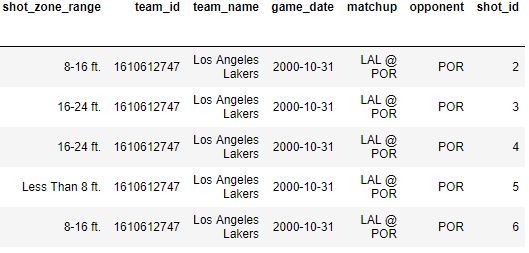 shot_zone_range team_id team_name game_date matchup opponent shot_id
8-16 ft. 1610612747 Los Angeles Lakers 2000-10-31 LAL @ POR POR 2
16-24 ft. 1610612747 Los Angeles Lakers 2000-10-31 LAL @ POR POR 3
16-24 ft. 1610612747 Los Angeles Lakers 2000-10-31 LAL @ POR POR 4
Less Than 8 ft. 1610612747 Los Angeles Lakers 2000-10-31 LAL @ POR POR 5
8-16 ft. 1610612747 Los Angeles Lakers 2000-10-31 LAL @ POR POR 6